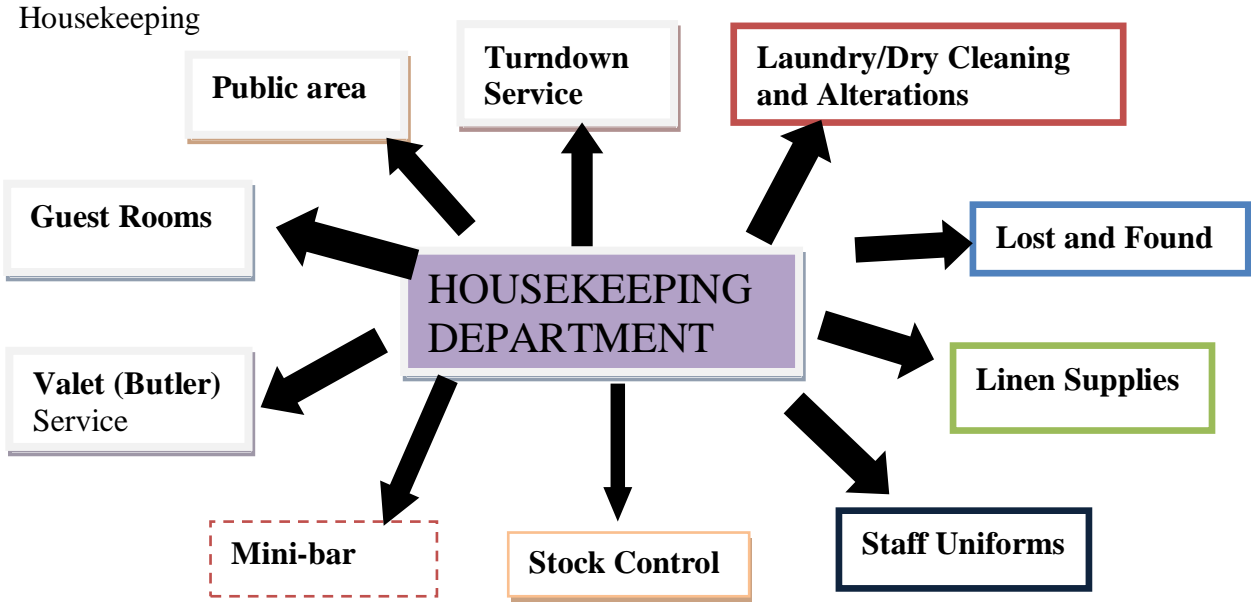 Housekeeping
Public area
Turndown
Service
Laundry/Dry Cleaning
and Alterations
Guest Rooms
Lost and Found
HOUSEKEEPING
DEPARTMENT
Valet (Butler)
Service
Linen Supplies
Mini-bar
Stock Control
Staff Uniforms